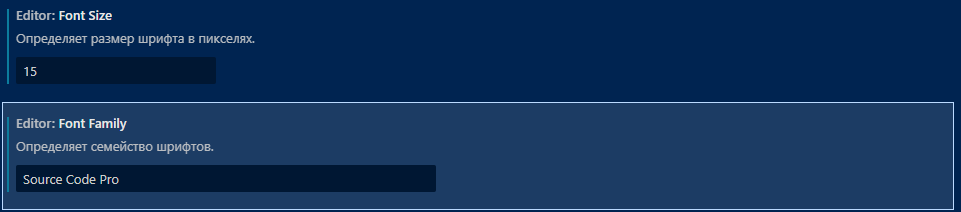 Editor: Font Size
Определяет размер шрифта в пикселях.
15
Editor: Font Family
Определяет семейство шрифтов.
Source Code Pro